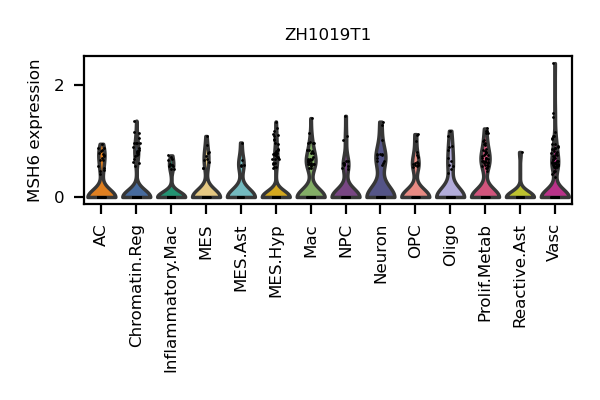 ZH1019T1
MSH6 expression
2
0
AC
Chromatin.Reg
Inflammatory.Mac
MES
MES.Ast
MES.Hyp
Mac
NPC
Neuron
OPC
Oligo
Prolif.Metab
Reactive.Ast
Vasc